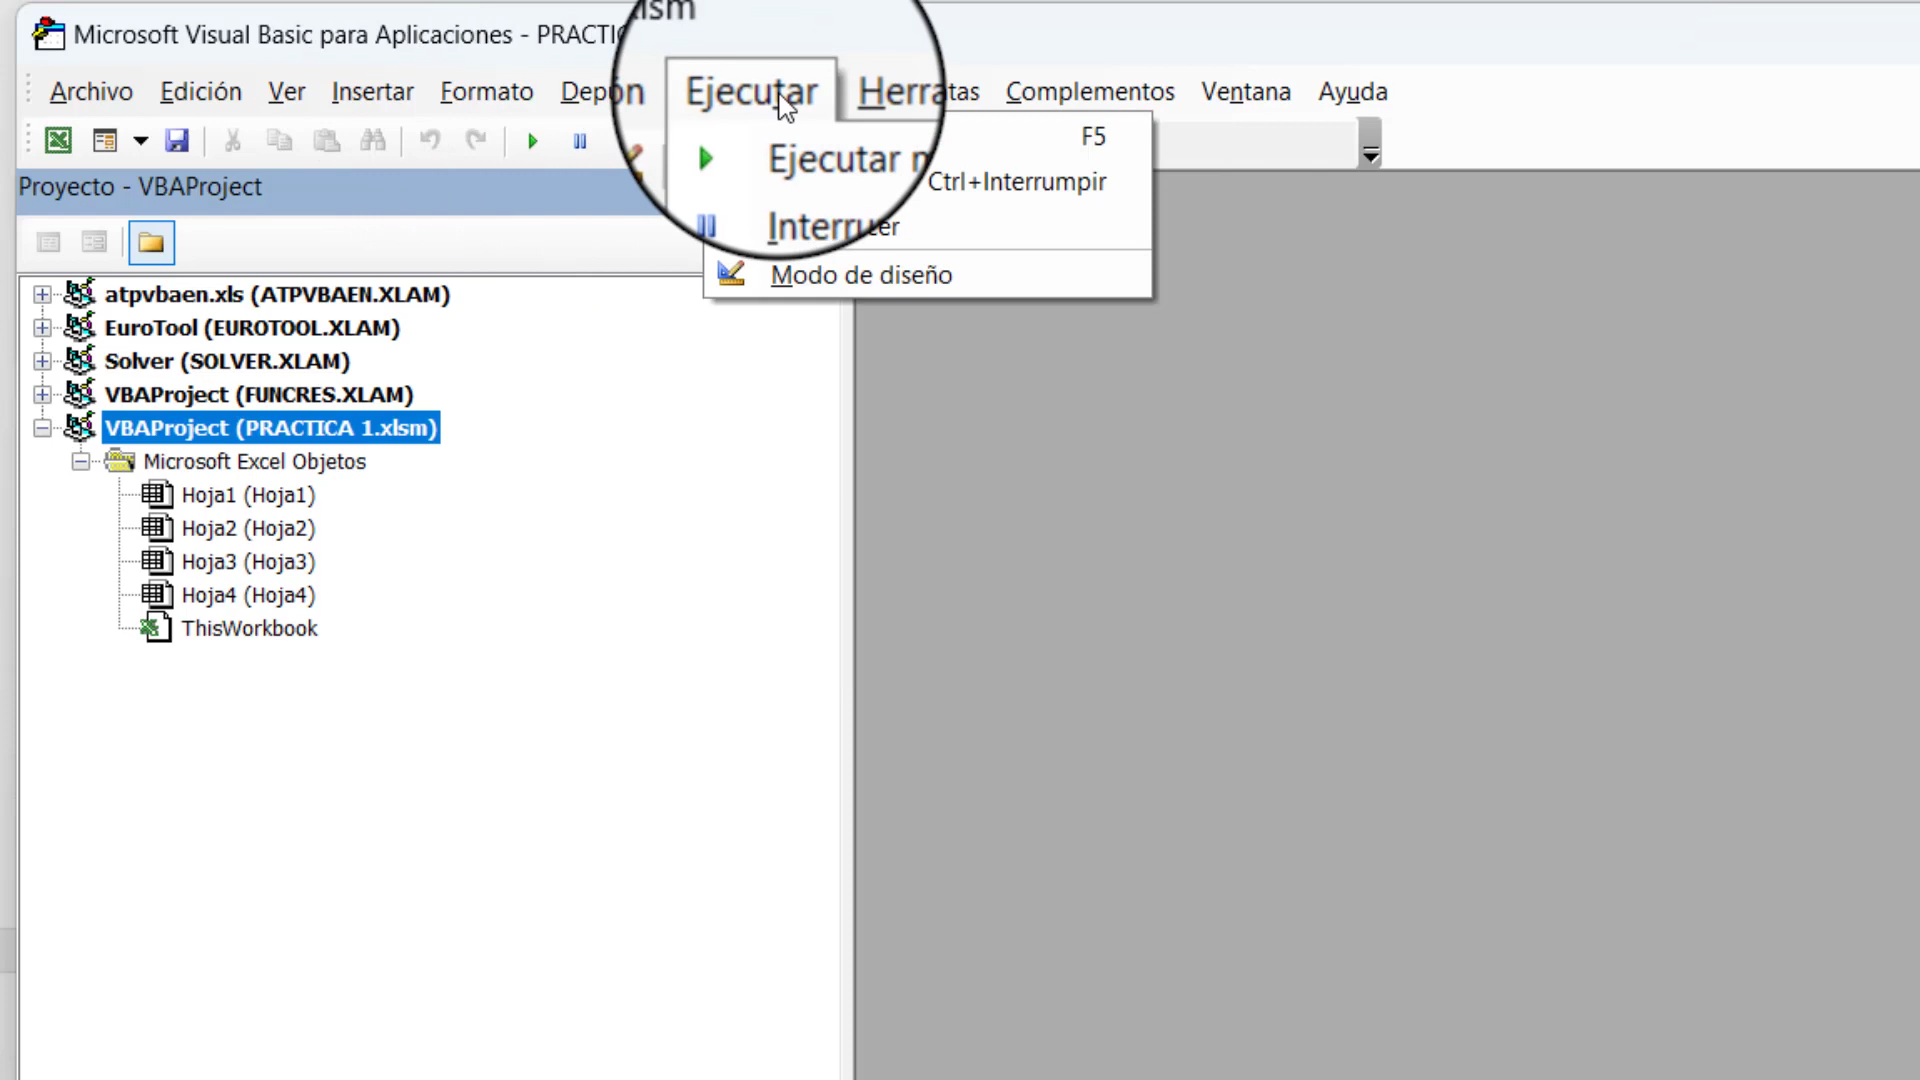 Microsoft Visual Basic para Aplicaciones - PRACTIC
lsm
Archivo Edición Ver Insertar Formato Ejecutar Complementos Ventana Ayuda
Proyecto - VBAProject
Ejecutar F5
Ctrl+Interrumpir
Modo de diseño
atpvbaen.xls (ATPVBAEN.XLAM)
EuroTool (EUROTOOL.XLAM)
Solver (SOLVER.XLAM)
VBAProject (FUNCRES.XLAM)
VBAProject (PRACTICA 1.xlsm)
Microsoft Excel Objetos
Hoja1 (Hoja1)
Hoja2 (Hoja2)
Hoja3 (Hoja3)
Hoja4 (Hoja4)
ThisWorkbook